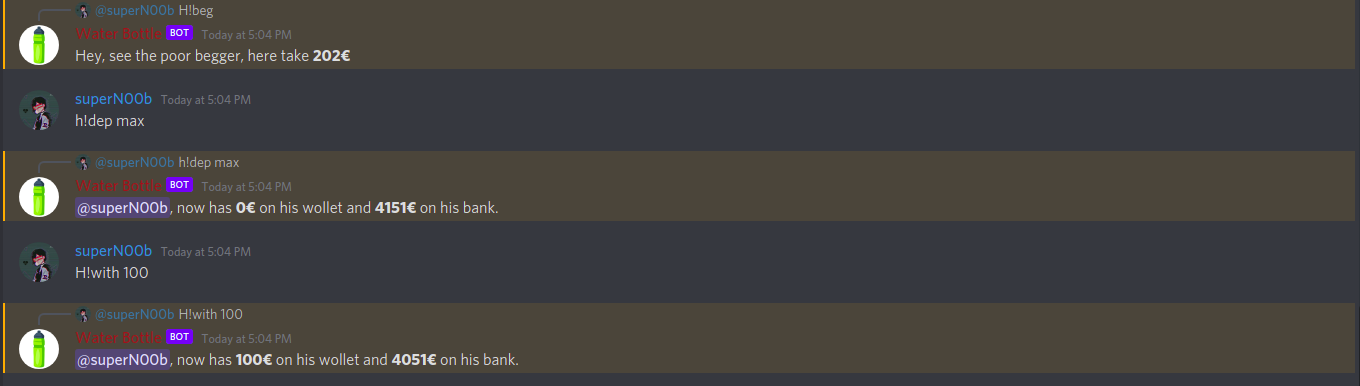 @superN00b H!beg
Water Bottle BOT Today at 5:04 PM
Hey, see the poor begger, here take 202€
superN00b Today at 5:04 PM
h!dep max
@superN00b h!dep max
Water Bottle BOT Today at 5:04 PM
@superN00b, now has 0€ on his wollet and 4151€ on his bank.
superN00b Today at 5:04 PM
H!with 100
@superN00b H!with 100
Water Bottle BOT Today at 5:04 PM
@superN00b, now has 100€ on his wollet and 4051€ on his bank.